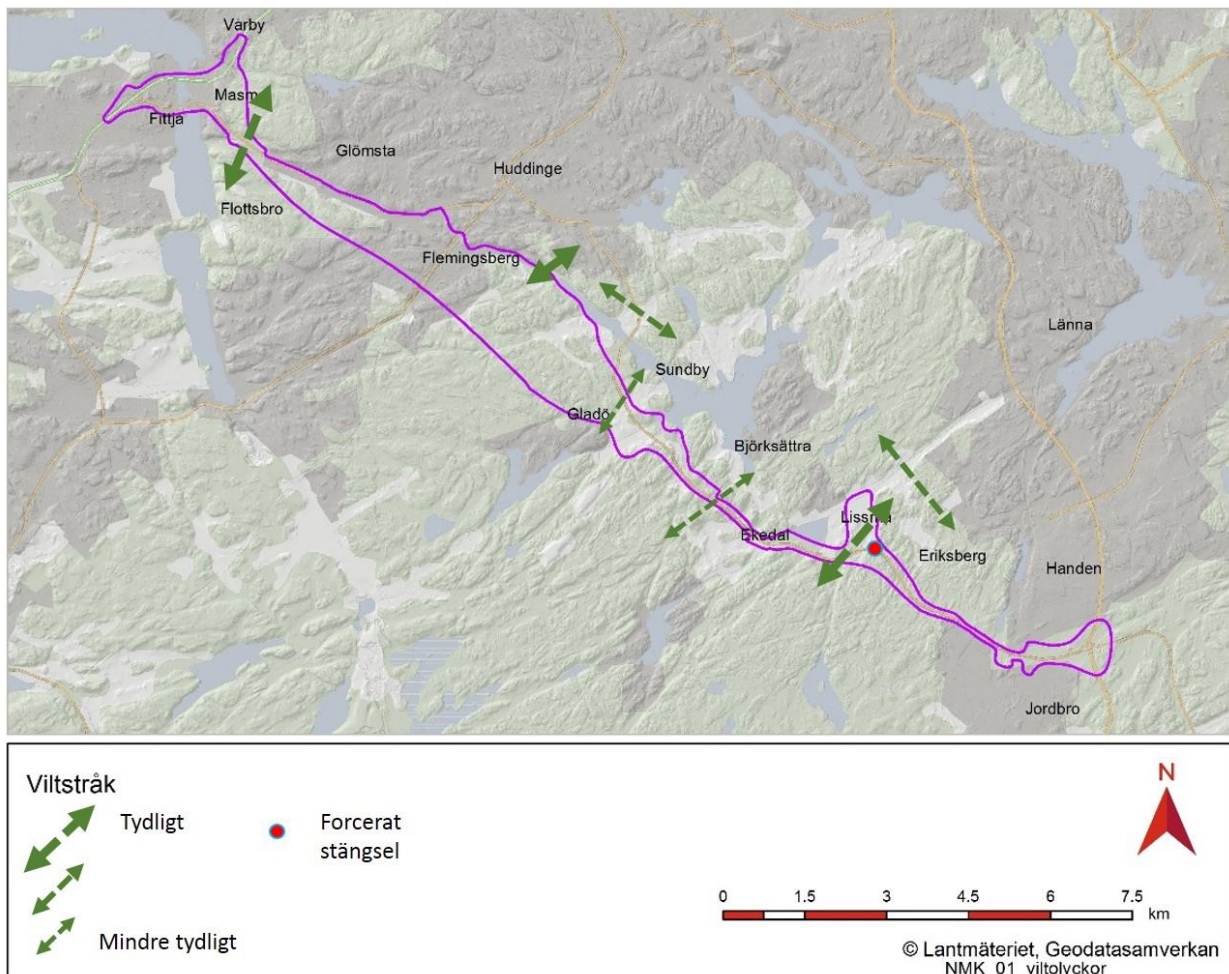 Varby
Masm
Fittja
Glömsta
Huddinge
Flottsbro
Flemingsberg
Länna
Sundby
Gladö
Björksättra
Lissma
Ekedal
Eriksberg
Handen
Jordbro
Viltstråk
Tydligt
Forcerat
stängsel
Mindre tydligt
N
0 1.5 3 4.5 6 7.5
km
© Lantmäteriet, Geodatasamverkan
NMK_01_viltolyckor